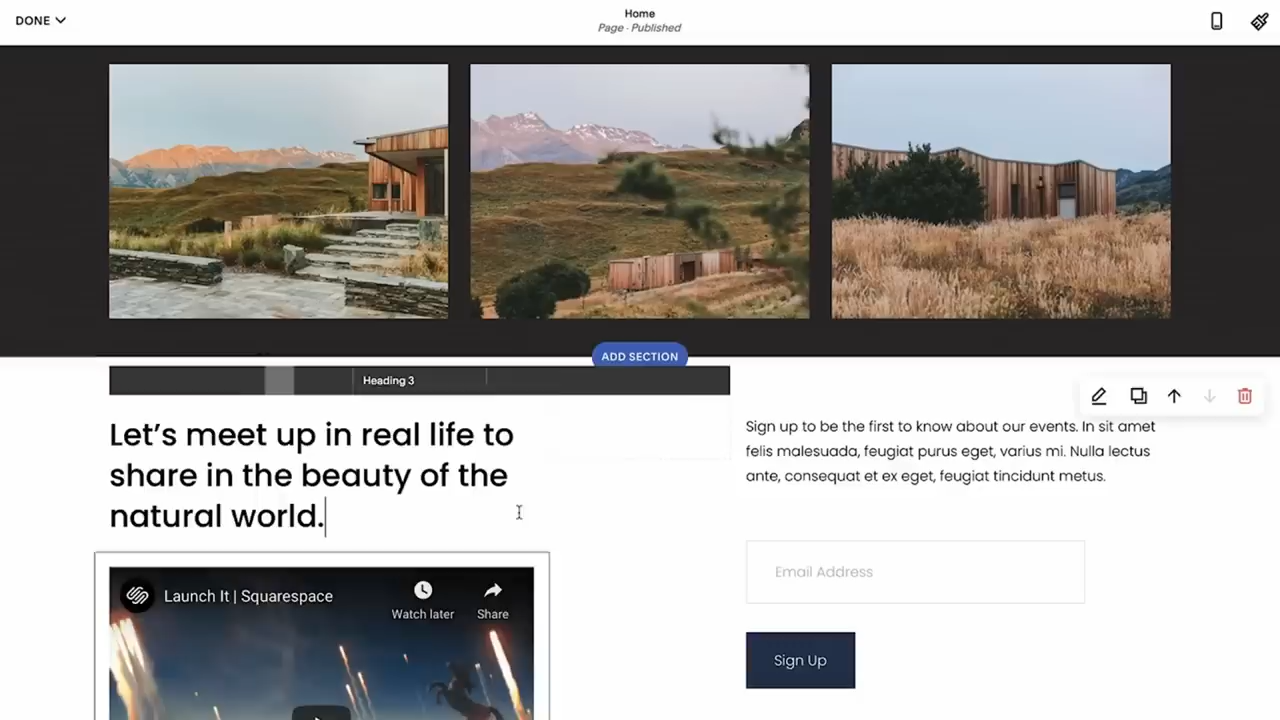 DONE
Home
Page · Published
ADD SECTION
Heading 3
Let’s meet up in real life to
share in the beauty of the
natural world.
Sign up to be the first to know about our events. In sit amet
felis malesuada, feugiat purus eget, varius mi. Nulla lectus
ante, consequat et ex eget, feugiat tincidunt metus.
Launch It | Squarespace
Watch later
Share
Email Address
Sign Up